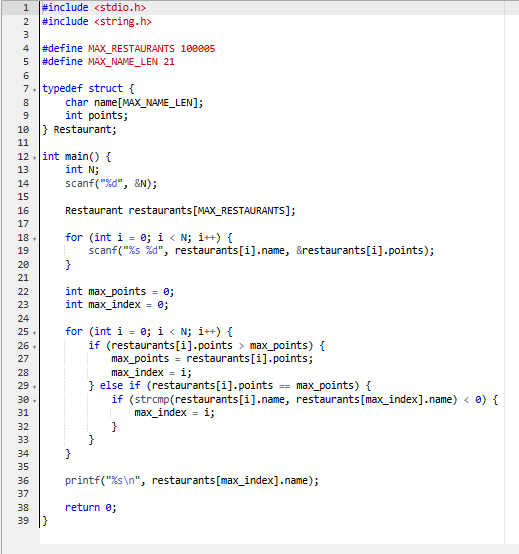 1 #include <stdio.h>
2 #include <string.h>
3
4 #define MAX_RESTAURANTS 100005
5 #define MAX_NAME_LEN 21
6
7 typedef struct {
8     char name[MAX_NAME_LEN];
9     int points;
10 } Restaurant;
11
12 int main() {
13     int N;
14     scanf("%d", &N);
15
16     Restaurant restaurants[MAX_RESTAURANTS];
17
18     for (int i = 0; i < N; i++) {
19         scanf("%s %d", restaurants[i].name, &restaurants[i].points);
20     }
21
22     int max_points = 0;
23     int max_index = 0;
24
25     for (int i = 0; i < N; i++) {
26         if (restaurants[i].points > max_points) {
27             max_points = restaurants[i].points;
28             max_index = i;
29         } else if (restaurants[i].points == max_points) {
30             if (strcmp(restaurants[i].name, restaurants[max_index].name) < 0) {
31                 max_index = i;
32             }
33         }
34     }
35
36     printf("%s\n", restaurants[max_index].name);
37
38     return 0;
39 }